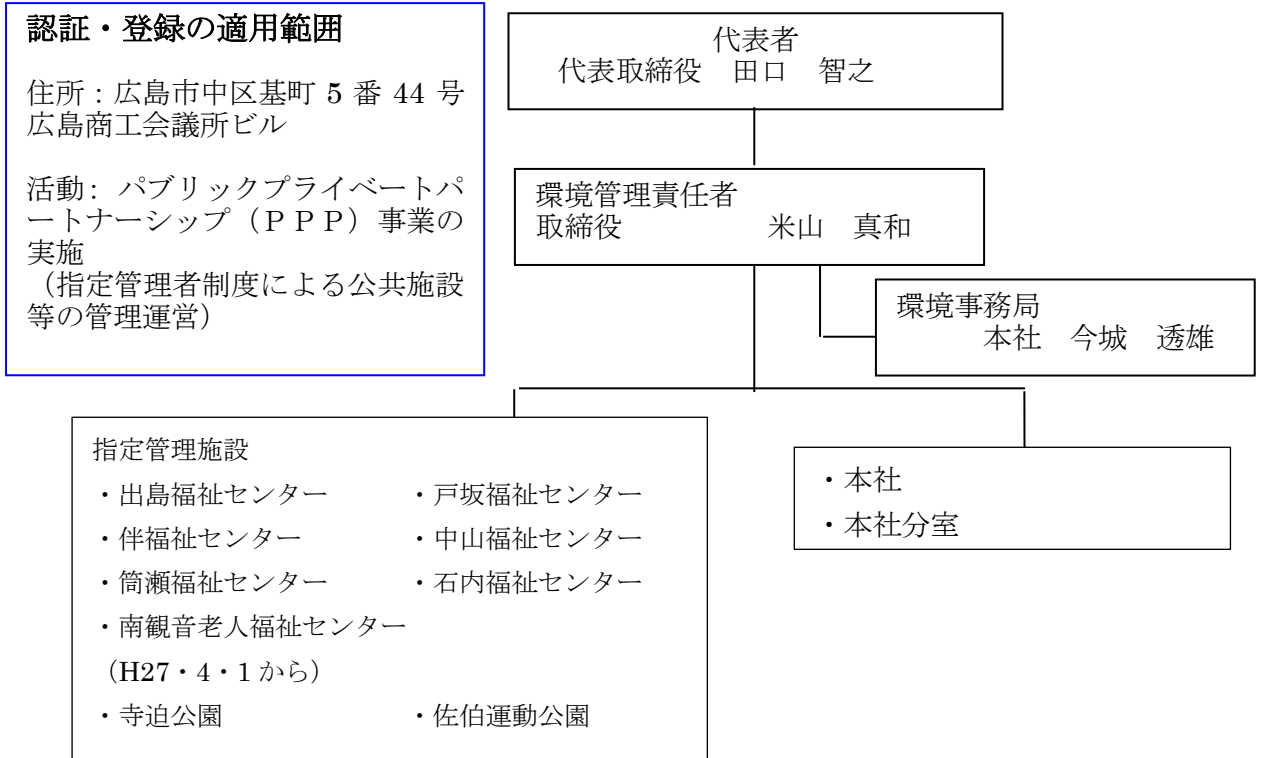 認証・登録の適用範囲
住所：広島市中区基町 5 番 44 号
広島商工会議所ビル
活動：パブリックプライベートパ
ートナーシップ（ＰＰＰ）事業の
実施
（指定管理者制度による公共施設
等の管理運営）
代表者
代表取締役　田口　智之
環境管理責任者
取締役　米山　真和
環境事務局
本社　今城　透雄
指定管理施設
・出島福祉センター　・戸坂福祉センター
・伴福祉センター　・中山福祉センター
・筒瀬福祉センター　・石内福祉センター
・南観音老人福祉センター
（H27・4・1 から）
・寺迫公園　・佐伯運動公園
・本社
・本社分室